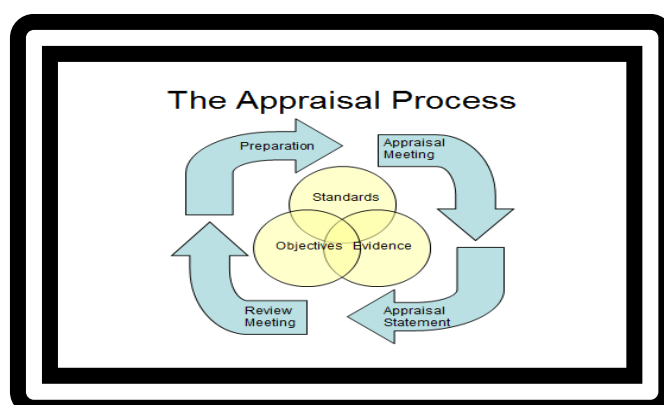 The Appraisal Process
Preparation
Appraisal
Meeting
Standards
Objectives
Evidence
Review
Meeting
Appraisal
Statement